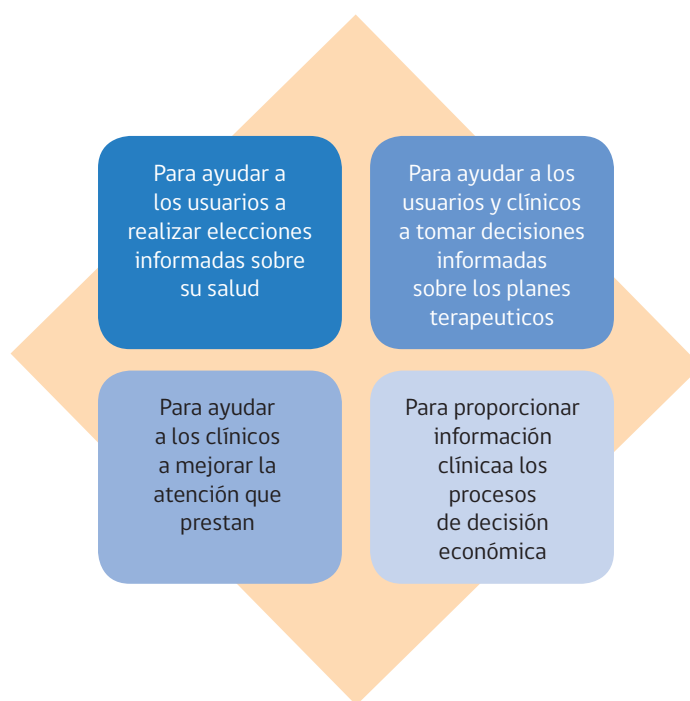 Para ayudar a
los usuarios a
realizar elecciones
informadas sobre
su salud
Para ayudar a los
usuarios y clínicos
a tomar decisiones
informadas
sobre los planes
terapeuticos
Para ayudar
a los clínicos
a mejorar la
atención que
prestan
Para proporcionar
información
clínicaa los
procesos
de decisión
económica